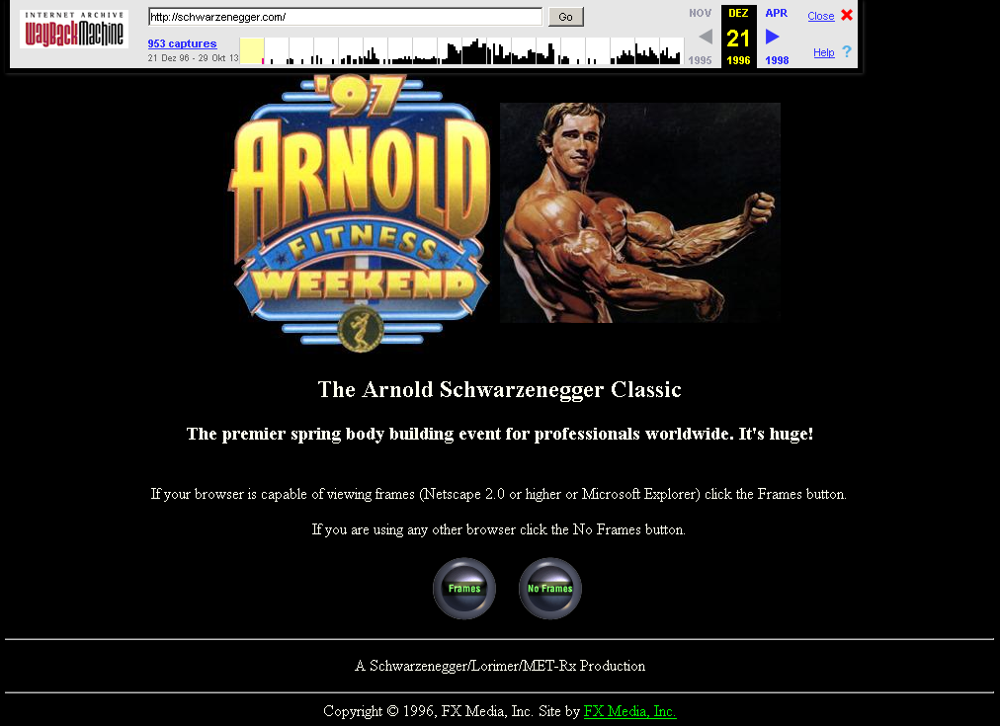 INTERNET ARCHIVE
WayBackMachine
http://schwarzenegger.com/
Go
953 captures
21 Dez 96 - 29 Okt 13
NOV
DEZ
APR
21
1995
1996
1998
Close
Help ?
'97
ARNOLD
FITNESS
WEEKEND
The Arnold Schwarzenegger Classic
The premier spring body building event for professionals worldwide. It's huge!
If your browser is capable of viewing frames (Netscape 2.0 or higher or Microsoft Explorer) click the Frames button.
If you are using any other browser click the No Frames button.
Frames
No Frames
A Schwarzenegger/Lorimer/MET-Rx Production
Copyright © 1996, FX Media, Inc. Site by FX Media, Inc.